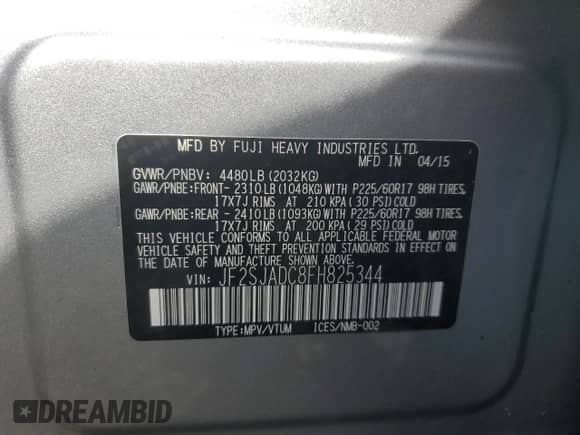 MFD BY FUJI HEAVY INDUSTRIES LTD.
MFD IN 04/15
GVWR/PNBV: 4480LB(2032KG)
GAWR/PNBE:FRONT- 2310LB(1048KG)WITH P225/60R17 98H TIRES,
17X7J RIMS AT 210 KPA( 30 PSI)COLD
GAWR/PNBE:REAR - 2410LB(1093KG)WITH P225/60R17 98H TIRES,
17X7J RIMS AT 200 KPA( 29 PSI)COLD
THIS VEHICLE CONFORMS TO ALL APPLICABLE FEDERAL MOTOR
VEHICLE SAFETY AND THEFT PREVENTION STANDARDS IN EFFECT ON
THE DATE OF MANUFACTURE SHOWN ABOVE.
VIN: JF2SJADC8FH825344
TYPE:MPV/VTUM ICES/NMB-002
DREAMBID